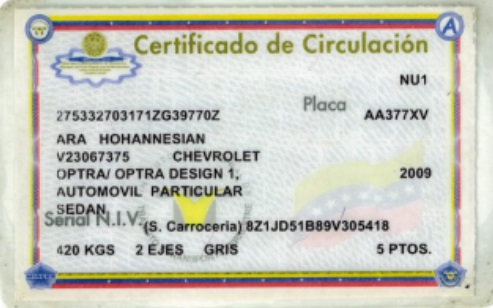 Certificado de Circulación
NU1
275332703171ZG39770Z Placa AA377XV
ARA HOHANNESIAN
V23067375 CHEVROLET
OPTRA/ OPTRA DESIGN 1, 2009
AUTOMOVIL PARTICULAR
SEDAN
Serial N.I.V. (S. Carroceria) 8Z1JD51B89V305418
420 KGS 2 EJES GRIS 5 PTOS.